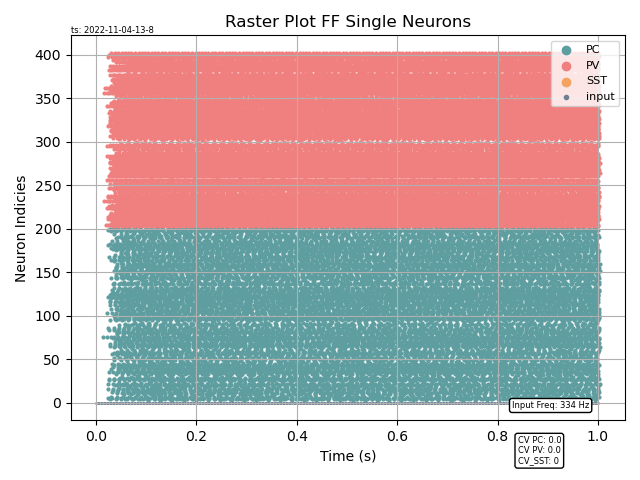 Raster Plot FF Single Neurons
ts: 2022-11-04-13-8
PC
PV
SST
input
400
350
300
250
200
150
100
50
0
Neuron Indicies
Input Freq: 334 Hz
0.0 0.2 0.4 0.6 0.8 1.0
Time (s)
CV PC: 0.0
CV PV: 0.0
CV_SST: 0